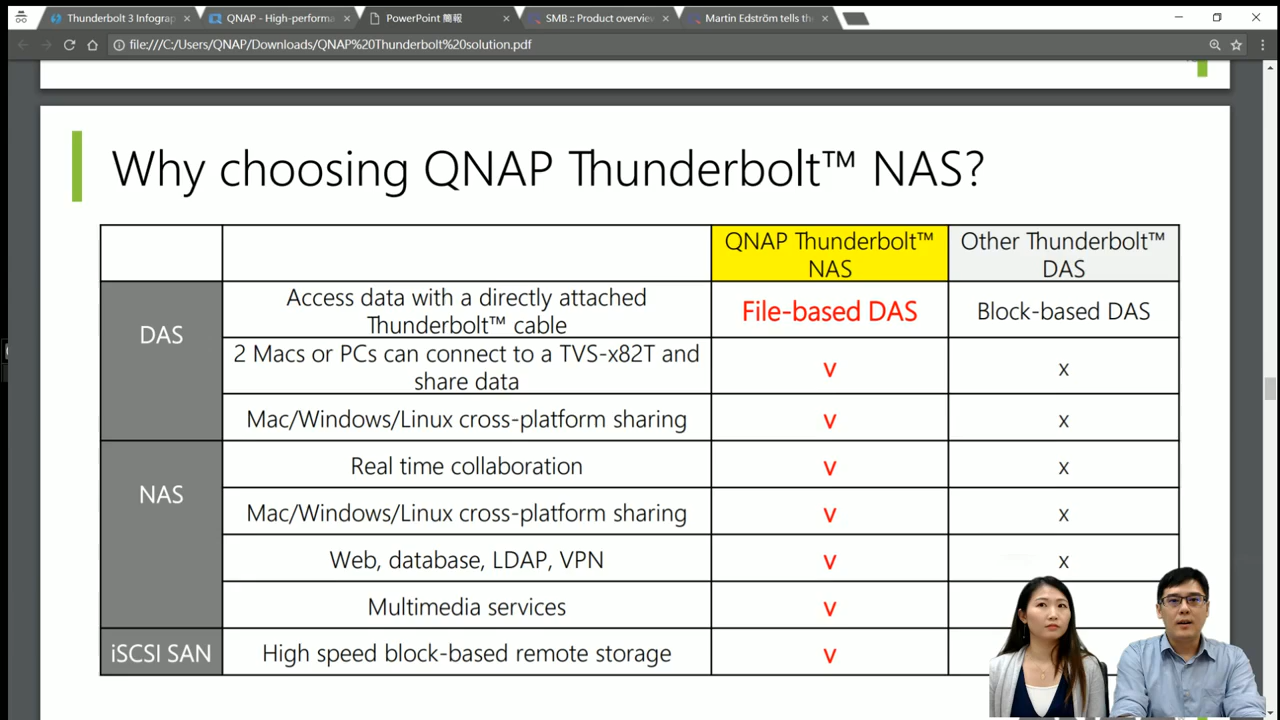 Thunderbolt 3 Infograp
QNAP - High-performa
PowerPoint 簡報
SMB :: Product overview
Martin Edström tells the
file:///C:/Users/QNAP/Downloads/QNAP%20Thunderbolt%20solution.pdf
Why choosing QNAP Thunderbolt™ NAS?
QNAP Thunderbolt™
NAS
Other Thunderbolt™
DAS
DAS
Access data with a directly attached
Thunderbolt™ cable
File-based DAS
Block-based DAS
2 Macs or PCs can connect to a TVS-x82T and
share data
v
x
Mac/Windows/Linux cross-platform sharing
v
x
NAS
Real time collaboration
v
x
Mac/Windows/Linux cross-platform sharing
v
x
Web, database, LDAP, VPN
v
x
Multimedia services
v
iSCSI SAN
High speed block-based remote storage
v